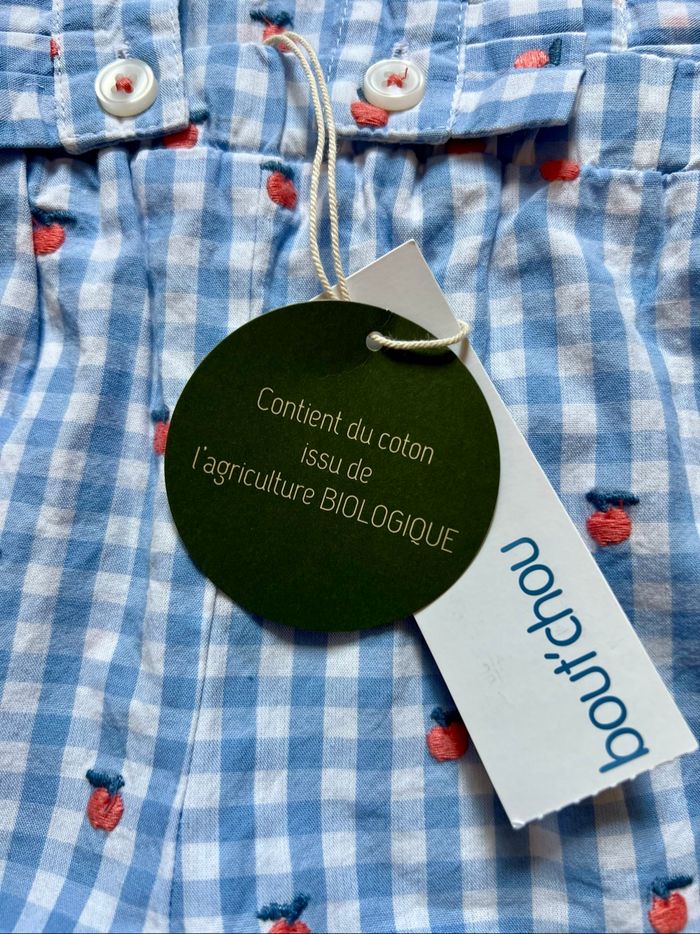 Contient du coton
issu de
l'agriculture BIOLOGIQUE
bout'chou